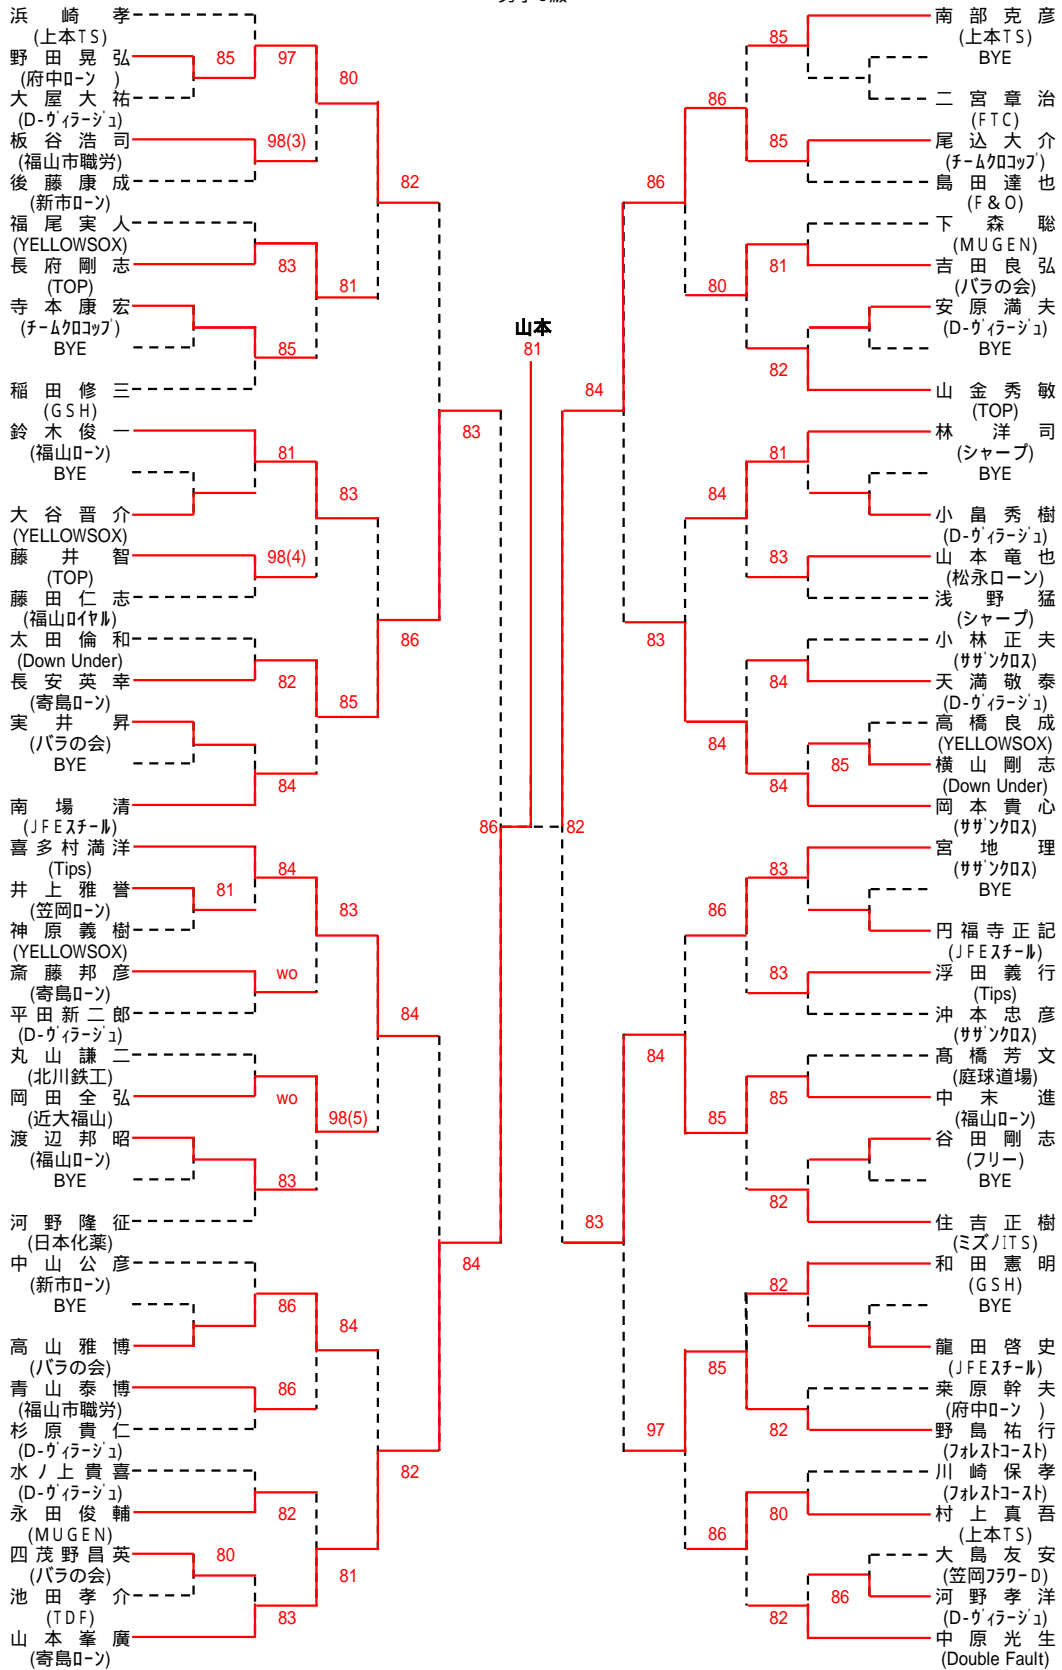 浜崎孝
(上本TS)
野田晃弘
(府中ローン )
大屋大祐
(D-ヴィラージュ)
板谷浩司
(福山市職労)
後藤康成
(新市ローン)
福尾実人
(YELLOWSOX)
長府剛志
(TOP)
寺本康宏
(チームクロコップ)
BYE
稲田修三
(GSH)
鈴木俊一
(福山ローン)
BYE
大谷晋介
(YELLOWSOX)
藤井智
(TOP)
藤田仁志
(福山ロイヤル)
太田倫和
(Down Under)
長安英幸
(寄島ローン)
実井昇
(バラの会)
BYE
南場清
(JFEスチール)
喜多村満洋
(Tips)
井上雅誉
(笠岡ローン)
神原義樹
(YELLOWSOX)
斎藤邦彦
(寄島ローン)
平田新二郎
(D-ヴィラージュ)
丸山謙二
(北川鉄工)
岡田全弘
(近大福山)
渡辺邦昭
(福山ローン)
BYE
河野隆征
(日本化薬)
中山公彦
(新市ローン)
BYE
高山雅博
(バラの会)
青山泰博
(福山市職労)
杉原貴仁
(D-ヴィラージュ)
水ノ上貴喜
(D-ヴィラージュ)
永田俊輔
(MUGEN)
四茂野昌英
(バラの会)
池田孝介
(TDF)
山本峯廣
(寄島ローン)
85
81
80
97
98(3)
83
85
81
98(4)
82
84
84
wo
wo
83
86
86
82
83
80
81
83
85
83
98(5)
84
81
82
86
84
82
83
84
86
山本
81
82
84
83
86
83
84
97
86
80
84
84
86
85
85
86
85
85
81
82
81
83
84
84
83
83
85
82
82
82
80
82
85
86
南部克彦
(上本TS)
BYE
二宮章治
(FTC)
尾込大介
(チームクロコップ)
島田達也
(F&O)
下森聡
(MUGEN)
吉田良弘
(バラの会)
安原満夫
(D-ヴィラージュ)
BYE
山金秀敏
(TOP)
林洋司
(シャープ)
BYE
小畠秀樹
(D-ヴィラージュ)
山本竜也
(松永ローン)
浅野猛
(シャープ)
小林正夫
(サザンクロス)
天満敬泰
(D-ヴィラージュ)
高橋良成
(YELLOWSOX)
横山剛志
(Down Under)
岡本貴心
(サザンクロス)
宮地理
(サザンクロス)
BYE
円福寺正記
(JFEスチール)
浮田義行
(Tips)
沖本忠彦
(サザンクロス)
髙橋芳文
(庭球道場)
中末進
(福山ローン)
谷田剛志
(フリー)
BYE
住吉正樹
(ミズノITS)
和田憲明
(GSH)
BYE
龍田啓史
(JFEスチール)
桒原幹夫
(府中ローン )
野島祐行
(フォレストコースト)
川崎保孝
(フォレストコースト)
村上真吾
(上本TS)
大島友安
(笠岡フラワーD)
河野孝洋
(D-ヴィラージュ)
中原光生
(Double Fault)